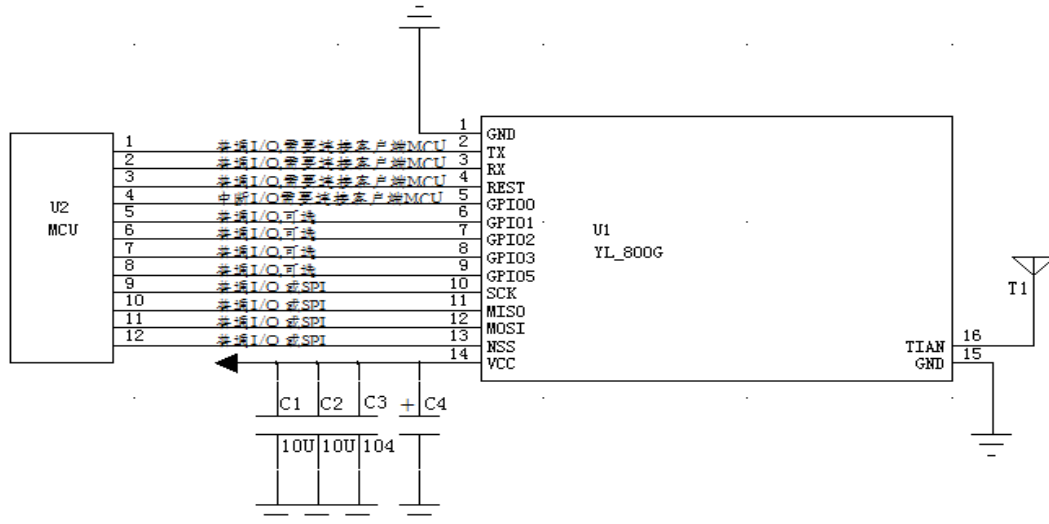 1
GND
U2
MCU
1
普通I/O,需要连接客户端MCU
2
TX
2
普通I/O,需要连接客户端MCU
3
RX
3
普通I/O,需要连接客户端MCU
4
REST
4
中断I/O需要连接客户端MCU
5
GPIO0
5
普通I/O,可选
6
GPIO1
6
普通I/O,可选
7
GPIO2
7
普通I/O,可选
8
GPIO3
8
普通I/O,可选
9
GPIO5
9
普通I/O 或SPI
10
SCK
10
普通I/O 或SPI
11
MISO
11
普通I/O 或SPI
12
MOSI
12
普通I/O 或SPI
13
NSS
14
VCC
U1
YL_800G
T1
TIAN
16
GND
15
C1
C2
C3
+ C4
10U
10U
104